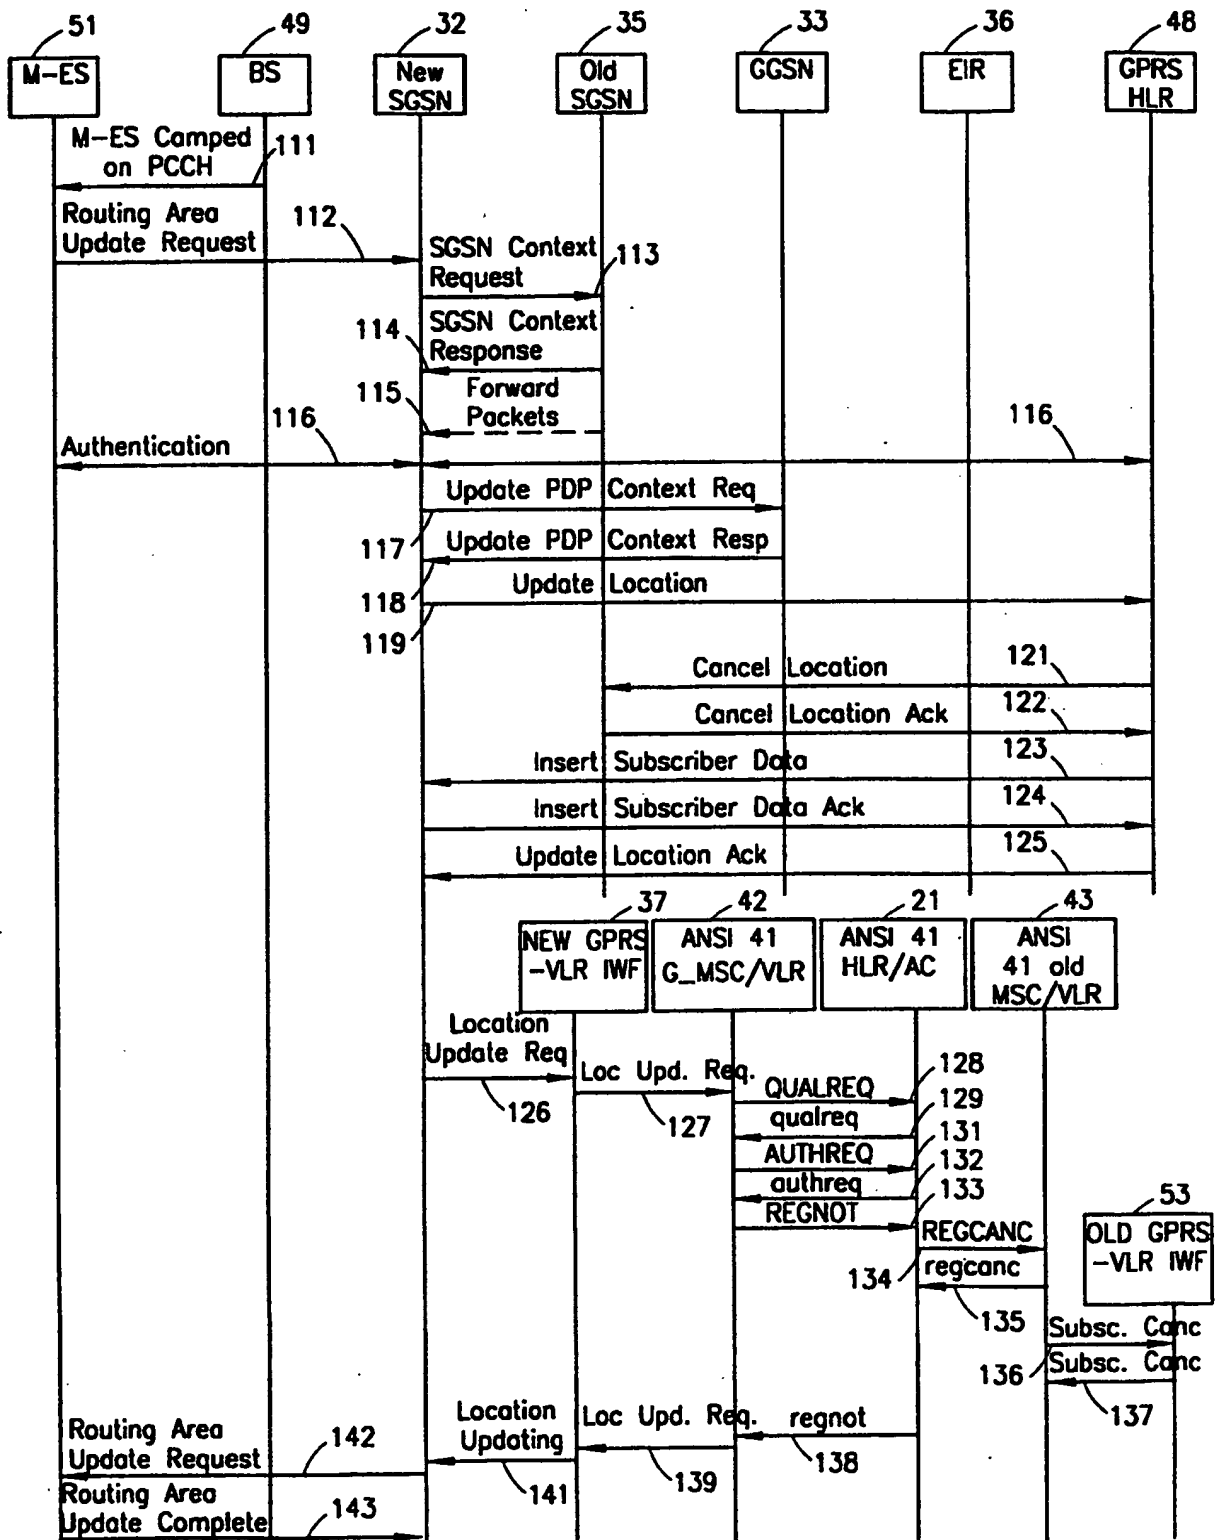 51
49
32
35
33
36
48
M-ES
BS
New
SGSN
Old
SGSN
GGSN
EIR
GPRS
HLR
M-ES Camped
on PCCH
111
Routing Area
Update Request
112
SGSN Context
Request
113
114
SGSN Context
Response
115
Forward
Packets
116
116
Authentication
Update PDP Context Req
117
Update PDP Context Resp
118
Update Location
119
Cancel Location
121
Cancel Location Ack
122
Insert Subscriber Data
123
Insert Subscriber Data Ack
124
Update Location Ack
125
37
42
21
43
NEW GPRS
-VLR IWF
ANSI 41
G_MSC/VLR
ANSI 41
HLR/AC
ANSI
41 old
MSC/VLR
Location
Update Req
126
Loc Upd. Req.
127
QUALREQ
128
qualreq
129
AUTHREQ
131
authreq
132
REGNOT
133
53
OLD GPRS
-VLR IWF
REGCANC
134
regcanc
135
Subsc. Canc
136
Subsc. Canc
137
regnot
138
Loc Upd. Req.
139
Location
Updating
141
Routing Area
Update Request
142
Routing Area
Update Complete
143